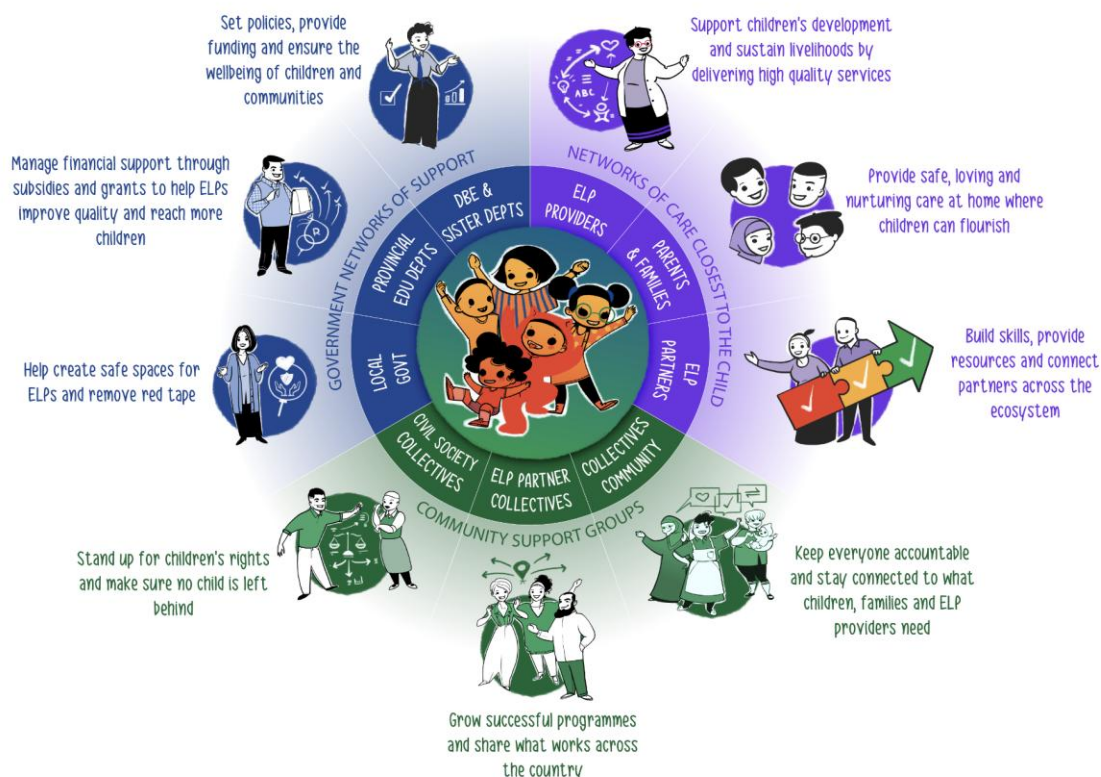 Set policies, provide
funding and ensure the
wellbeing of children and
communities
Support children's development
and sustain livelihoods by
delivering high quality services
ABC
Manage financial support through
subsidies and grants to help ELPs
improve quality and reach more
children
R
Provide safe, loving and
nurturing care at home where
children can flourish
GOVERNMENT NETWORKS OF SUPPORT
NETWORKS OF CARE CLOSEST TO THE CHILD
DBE &
SISTER DEPTS
ELP
PROVIDERS
PROVINCIAL
EDU DEPTS
PARENTS
& FAMILIES
LOCAL
GOVT
ELP
PARTNERS
Help create safe spaces for
ELPs and remove red tape
Build skills, provide
resources and connect
partners across the
ecosystem
CIVIL SOCIETY
COLLECTIVES
ELP PARTNER
COLLECTIVES
COLLECTIVES
COMMUNITY
COMMUNITY SUPPORT GROUPS
Stand up for children's rights
and make sure no child is left
behind
Keep everyone accountable
and stay connected to what
children, families and ELP
providers need
Grow successful programmes
and share what works across
the country